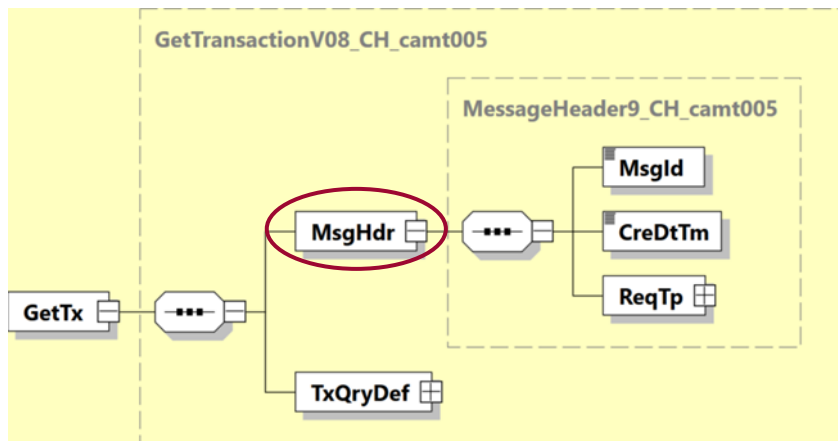 GetTransactionV08_CH_camt005
MessageHeader9_CH_camt005
MsgId
MsgHdr
CreDtTm
ReqTp
GetTx
TxQryDef